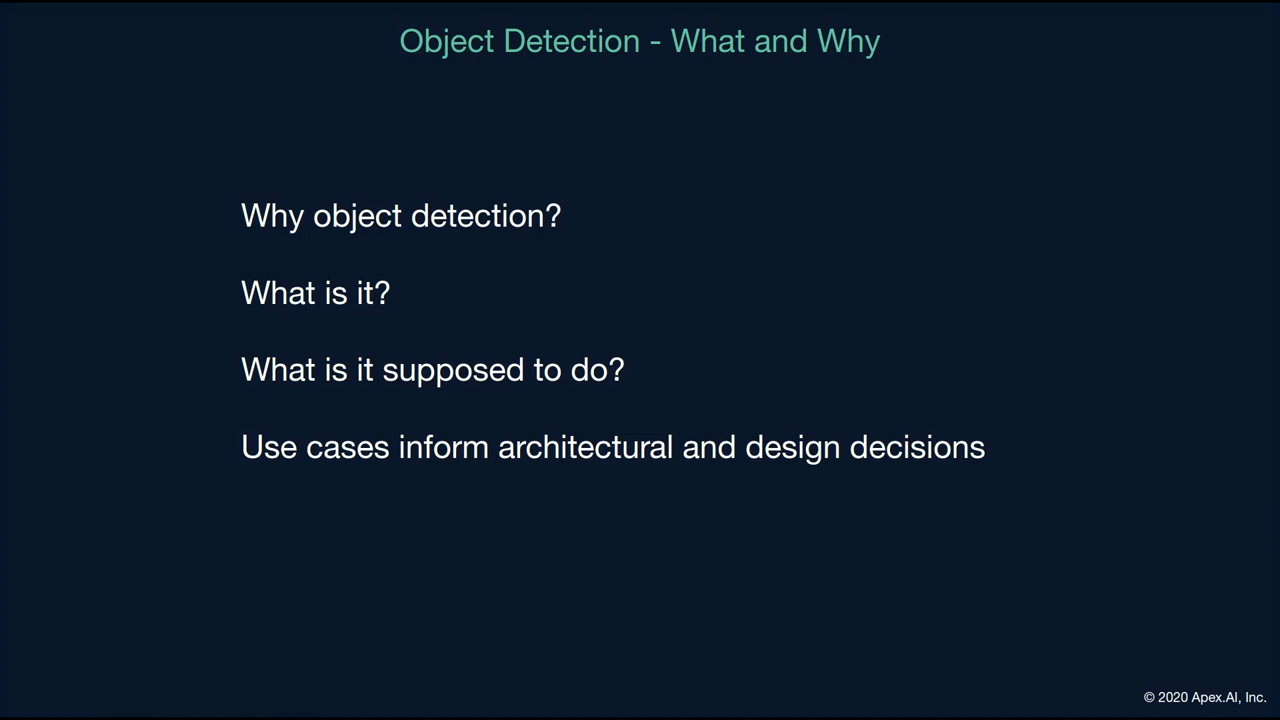 Object Detection - What and Why
Why object detection?
What is it?
What is it supposed to do?
Use cases inform architectural and design decisions
© 2020 Apex.AI, Inc.